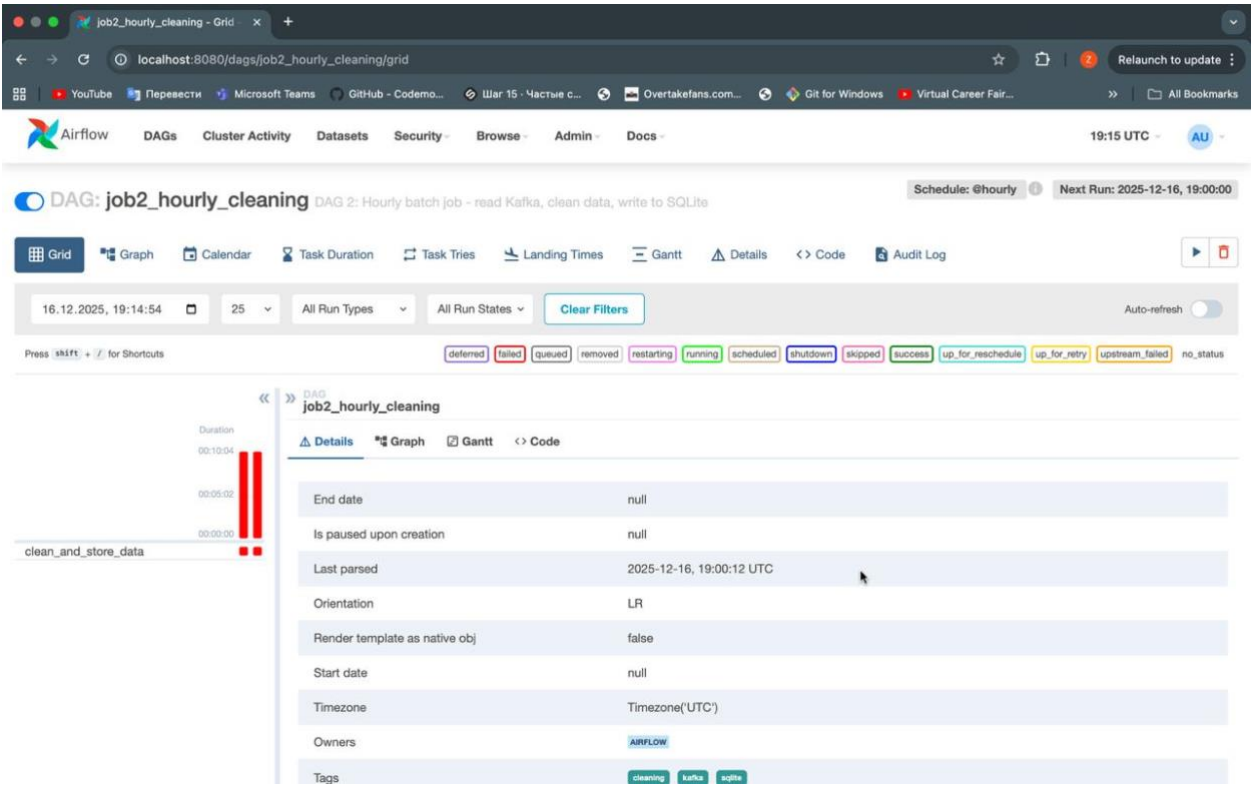 job2_hourly_cleaning - Grid -
localhost:8080/dags/job2_hourly_cleaning/grid
Relaunch to update
YouTube Перевести Microsoft Teams GitHub - Codemo... Шаг 15 · Частые с... Overtakefans.com... Git for Windows Virtual Career Fair... » All Bookmarks
Airflow DAGs Cluster Activity Datasets Security Browse Admin Docs 19:15 UTC AU
DAG: job2_hourly_cleaning DAG 2: Hourly batch job - read Kafka, clean data, write to SQLite Schedule: @hourly Next Run: 2025-12-16, 19:00:00
Grid Graph Calendar Task Duration Task Tries Landing Times Gantt Details <> Code Audit Log
16.12.2025, 19:14:54 25 All Run Types All Run States Clear Filters Auto-refresh
Press shift + / for Shortcuts deferred failed queued removed restarting running scheduled shutdown skipped success up_for_reschedule up_for_retry upstream_failed no_status
DAG
job2_hourly_cleaning
Duration
00:10:04
00:05:02
00:00:00
clean_and_store_data
Details Graph Gantt <> Code
End date null
Is paused upon creation null
Last parsed 2025-12-16, 19:00:12 UTC
Orientation LR
Render template as native obj false
Start date null
Timezone Timezone('UTC')
Owners AIRFLOW
Tags cleaning kafka sqlite